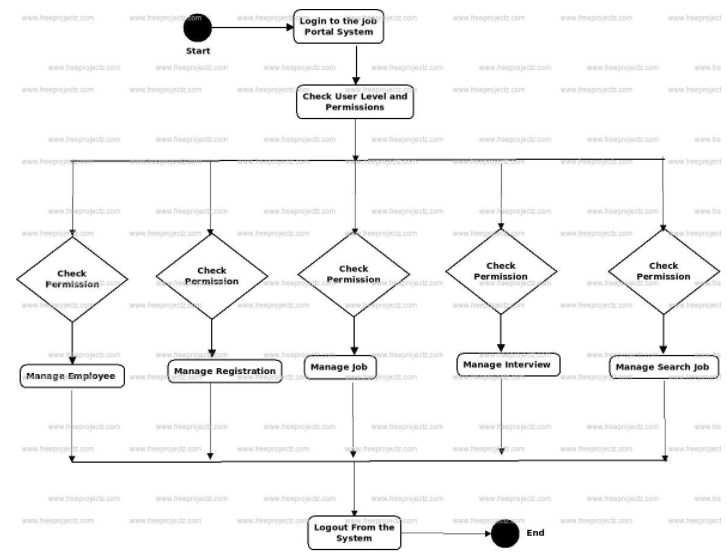 Login to the Job
Portal System
Start
www.freeprojectz.com
Check User Level and
Permissions
Check
Permission
Check
Permission
Check
Permission
Check
Permission
Check
Permission
Manage Employee
Manage Registration
Manage Job
Manage Interview
Manage Search Job
Logout From the
System
End